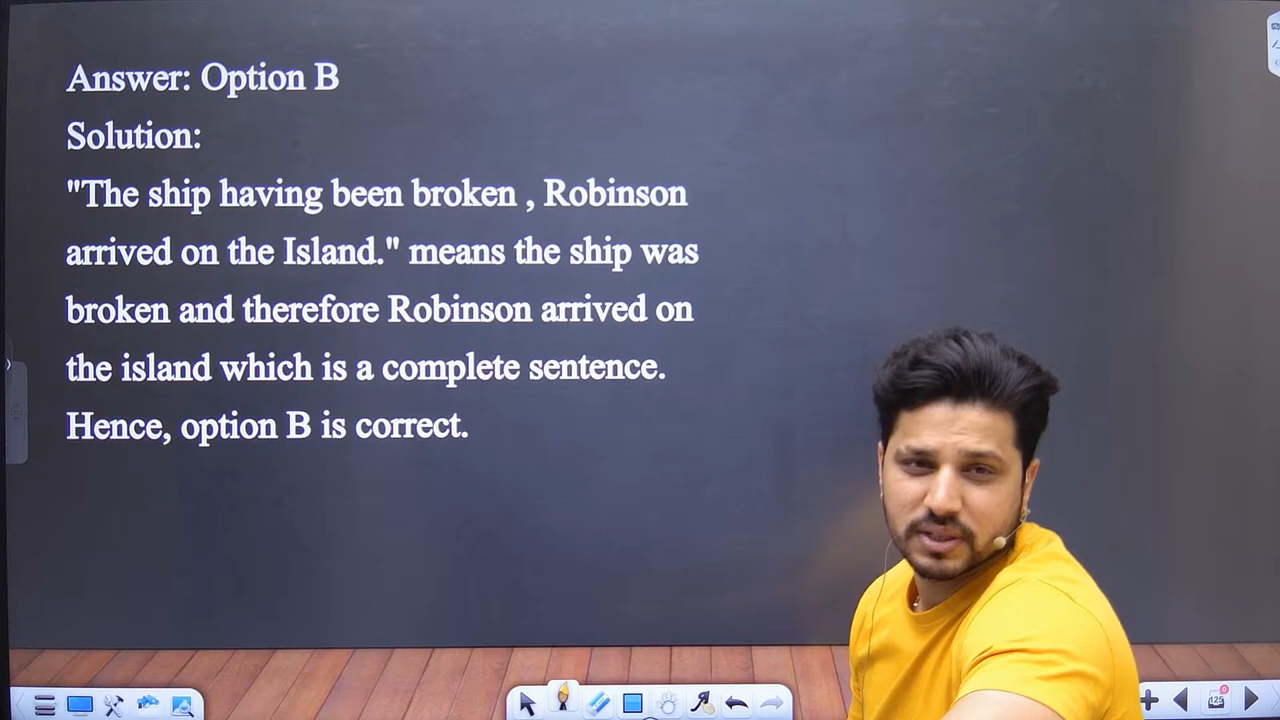 Answer: Option B
Solution:
"The ship having been broken , Robinson
arrived on the Island." means the ship was
broken and therefore Robinson arrived on
the island which is a complete sentence.
Hence, option B is correct.
125